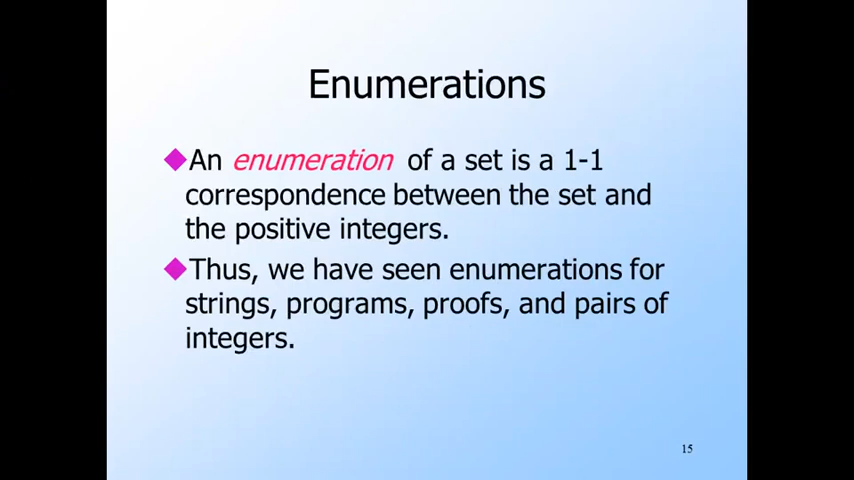 Enumerations
An enumeration of a set is a 1-1
correspondence between the set and
the positive integers.
Thus, we have seen enumerations for
strings, programs, proofs, and pairs of
integers.
15